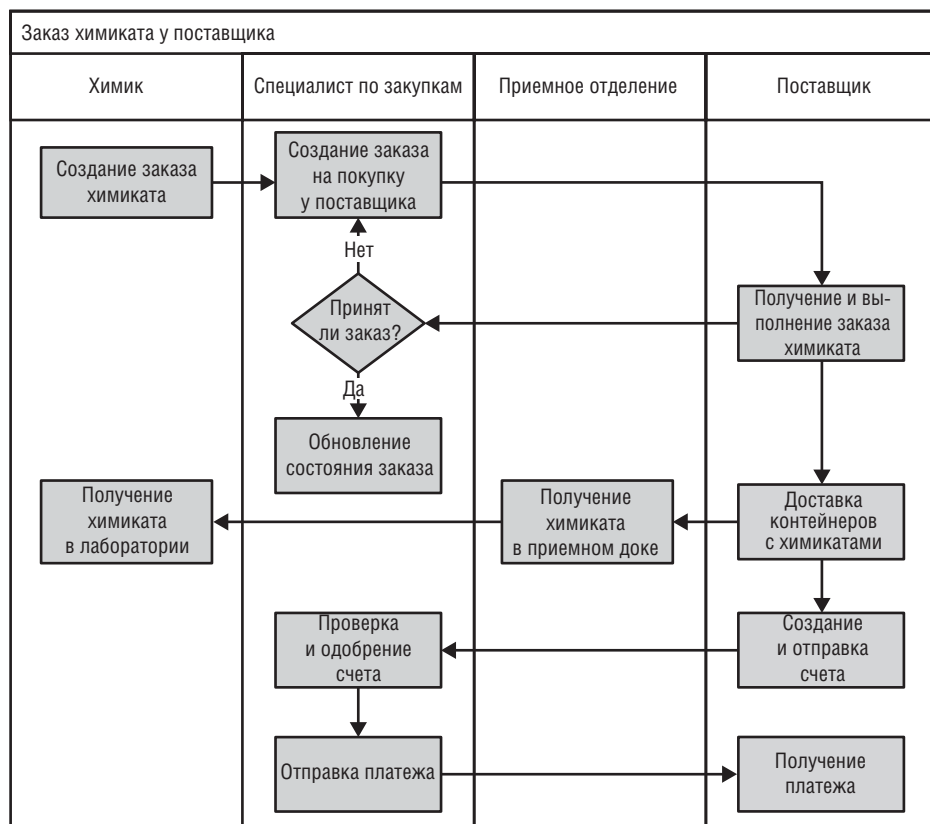 Заказ химиката у поставщика
Химик
Специалист по закупкам
Приемное отделение
Поставщик
Создание заказа
химиката
Создание заказа
на покупку
у поставщика
Нет
Принят
ли заказ?
Да
Получение и вы-
полнение заказа
химиката
Обновление
состояния заказа
Получение
химиката
в лаборатории
Получение
химиката
в приемном доке
Доставка
контейнеров
с химикатами
Проверка
и одобрение
счета
Создание
и отправка
счета
Отправка платежа
Получение
платежа